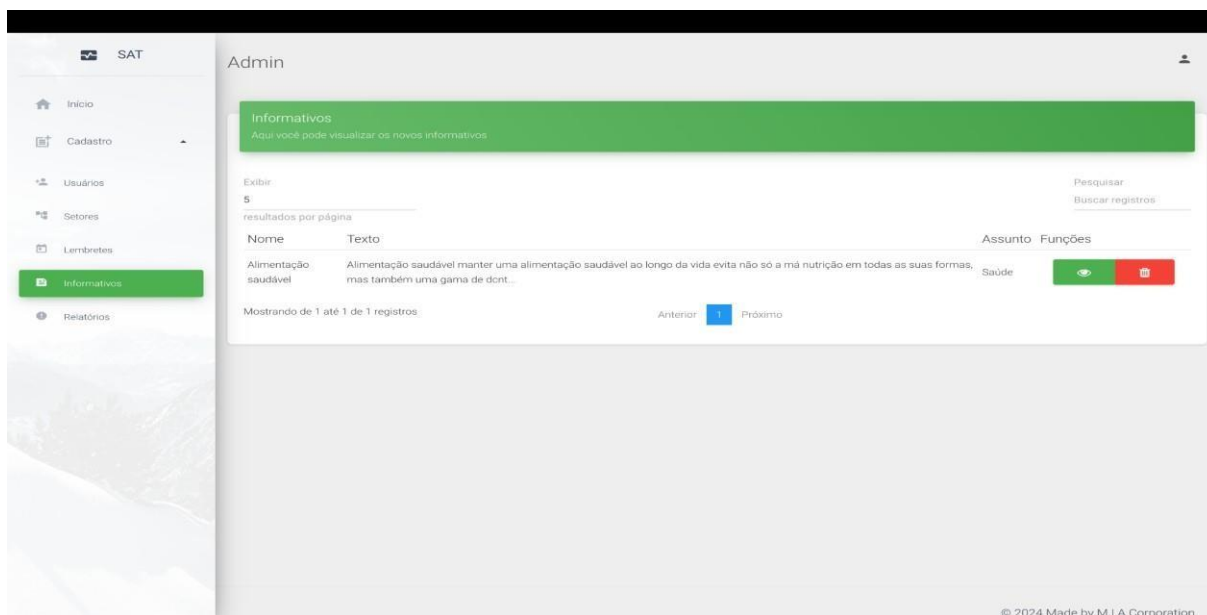 SAT
Admin
Início
Cadastro
Usuários
Setores
Lembretes
Informativos
Relatórios
Informativos
Aqui você pode visualizar os novos informativos
Exibir
5
resultados por página
Pesquisar
Buscar registros
Nome Texto Assunto Funções
Alimentação saudável
Alimentação saudável manter uma alimentação saudável ao longo da vida evita não só a má nutrição em todas as suas formas,
mas também uma gama de dcnt...
Saúde
Mostrando de 1 até 1 de 1 registros
Anterior 1 Próximo
© 2024 Made by M.I.A Corporation